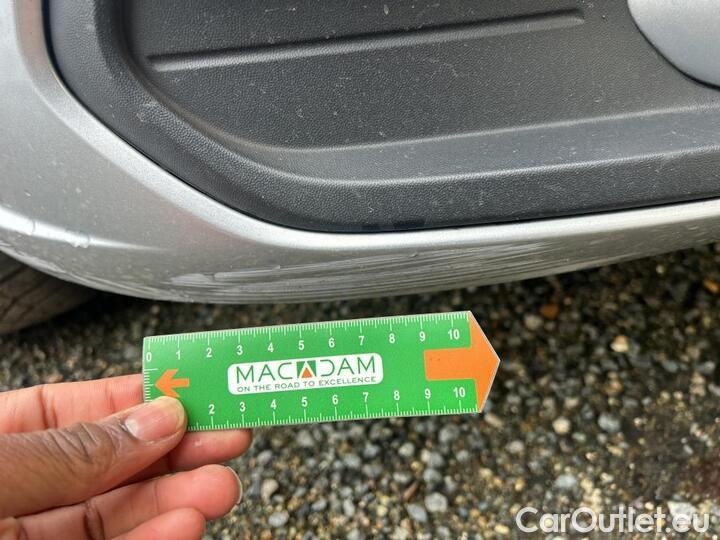 0 1 2 3 4 5 6 7 8 9 10
MACADAM
ON THE ROAD TO EXCELLENCE
2 3 4 5 6 7 8 9 10
CarOutlet.eu